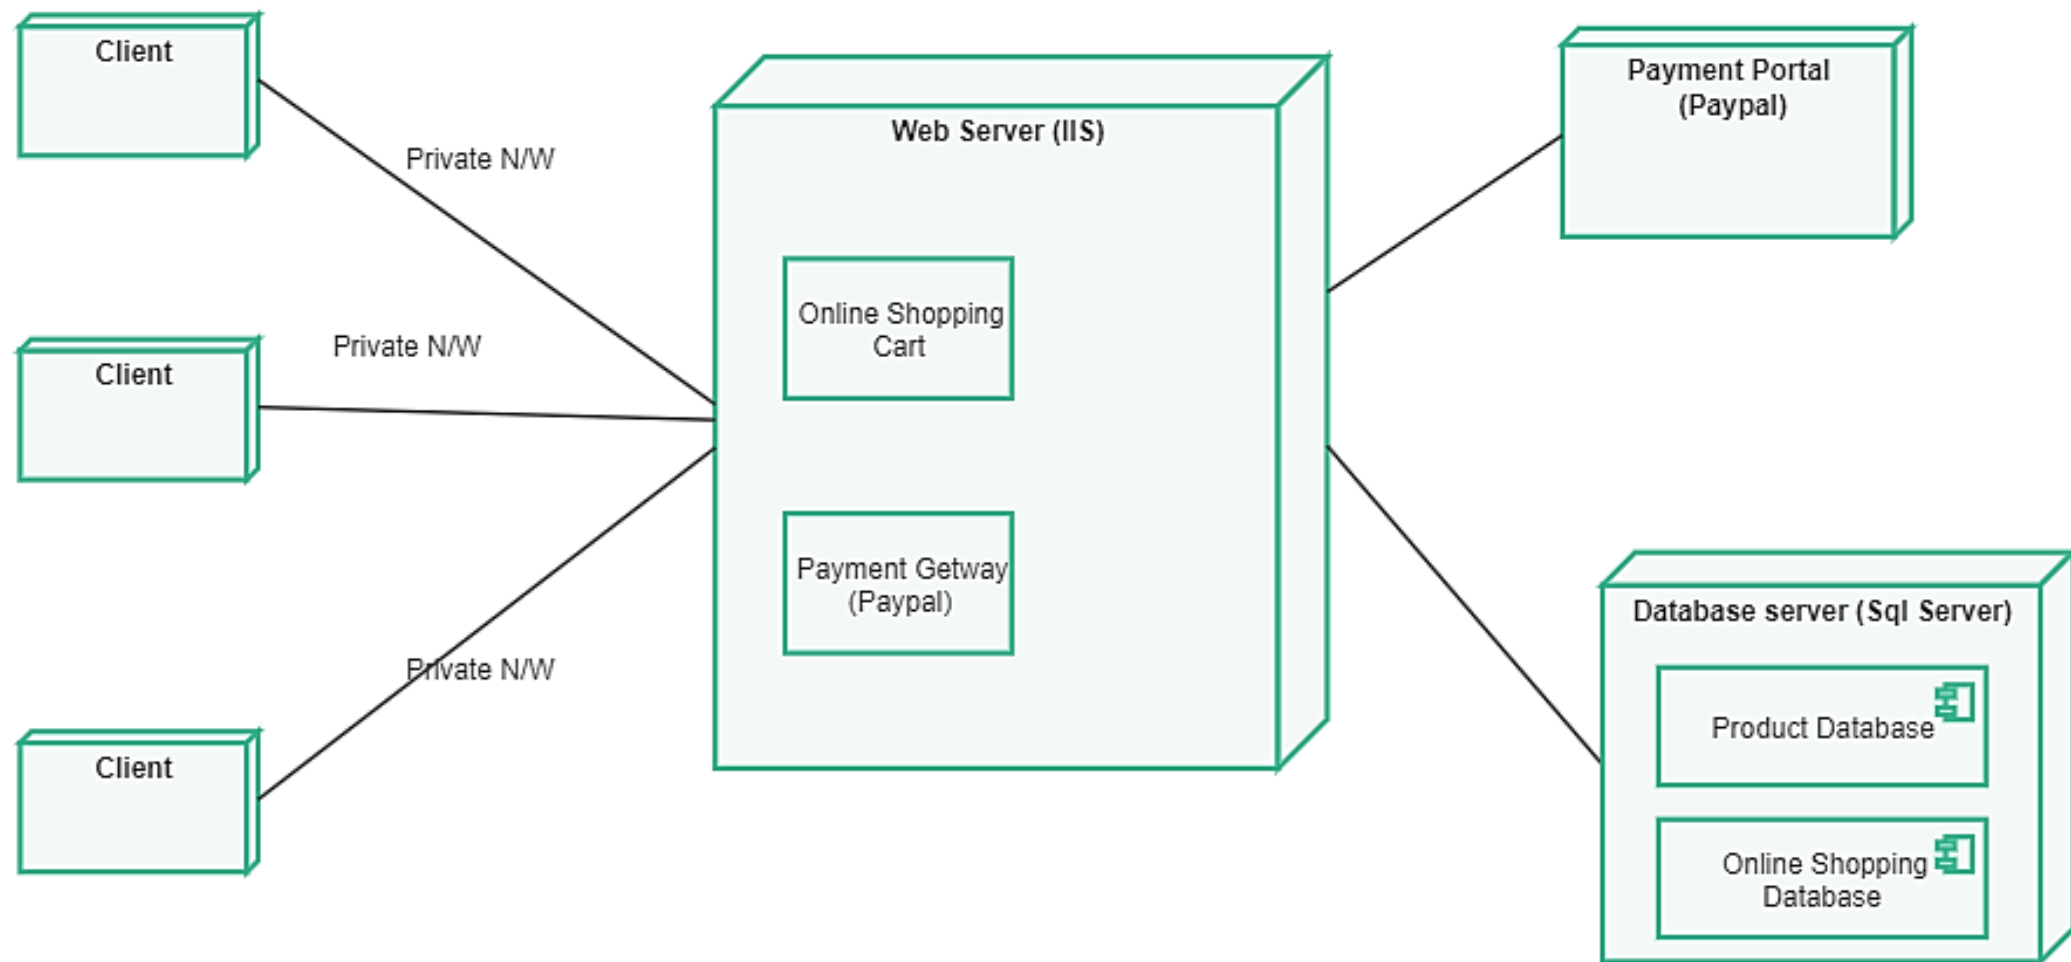 Client
Private N/W
Client
Private N/W
Client
Private N/W
Web Server (IIS)
Online Shopping
Cart
Payment Getway
(Paypal)
Payment Portal
(Paypal)
Database server (Sql Server)
Product Database
Online Shopping
Database